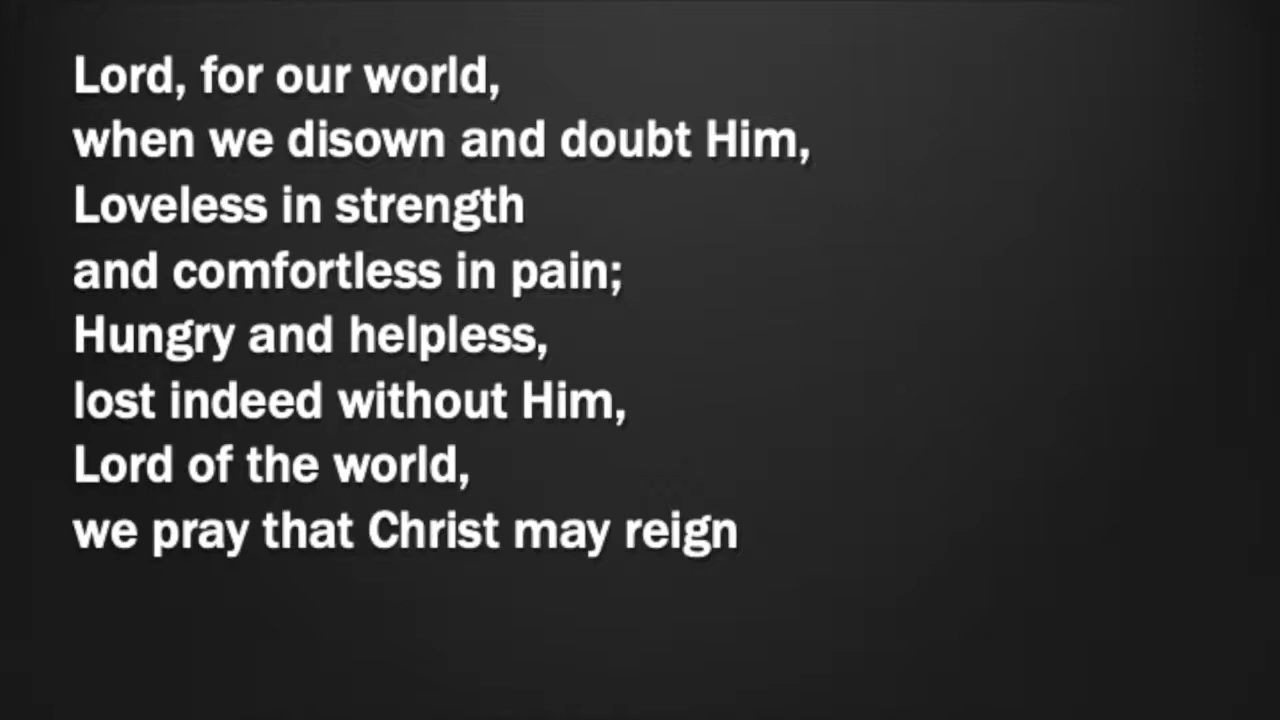 Lord, for our world,
when we disown and doubt Him,
Loveless in strength
and comfortless in pain;
Hungry and helpless,
lost indeed without Him,
Lord of the world,
we pray that Christ may reign